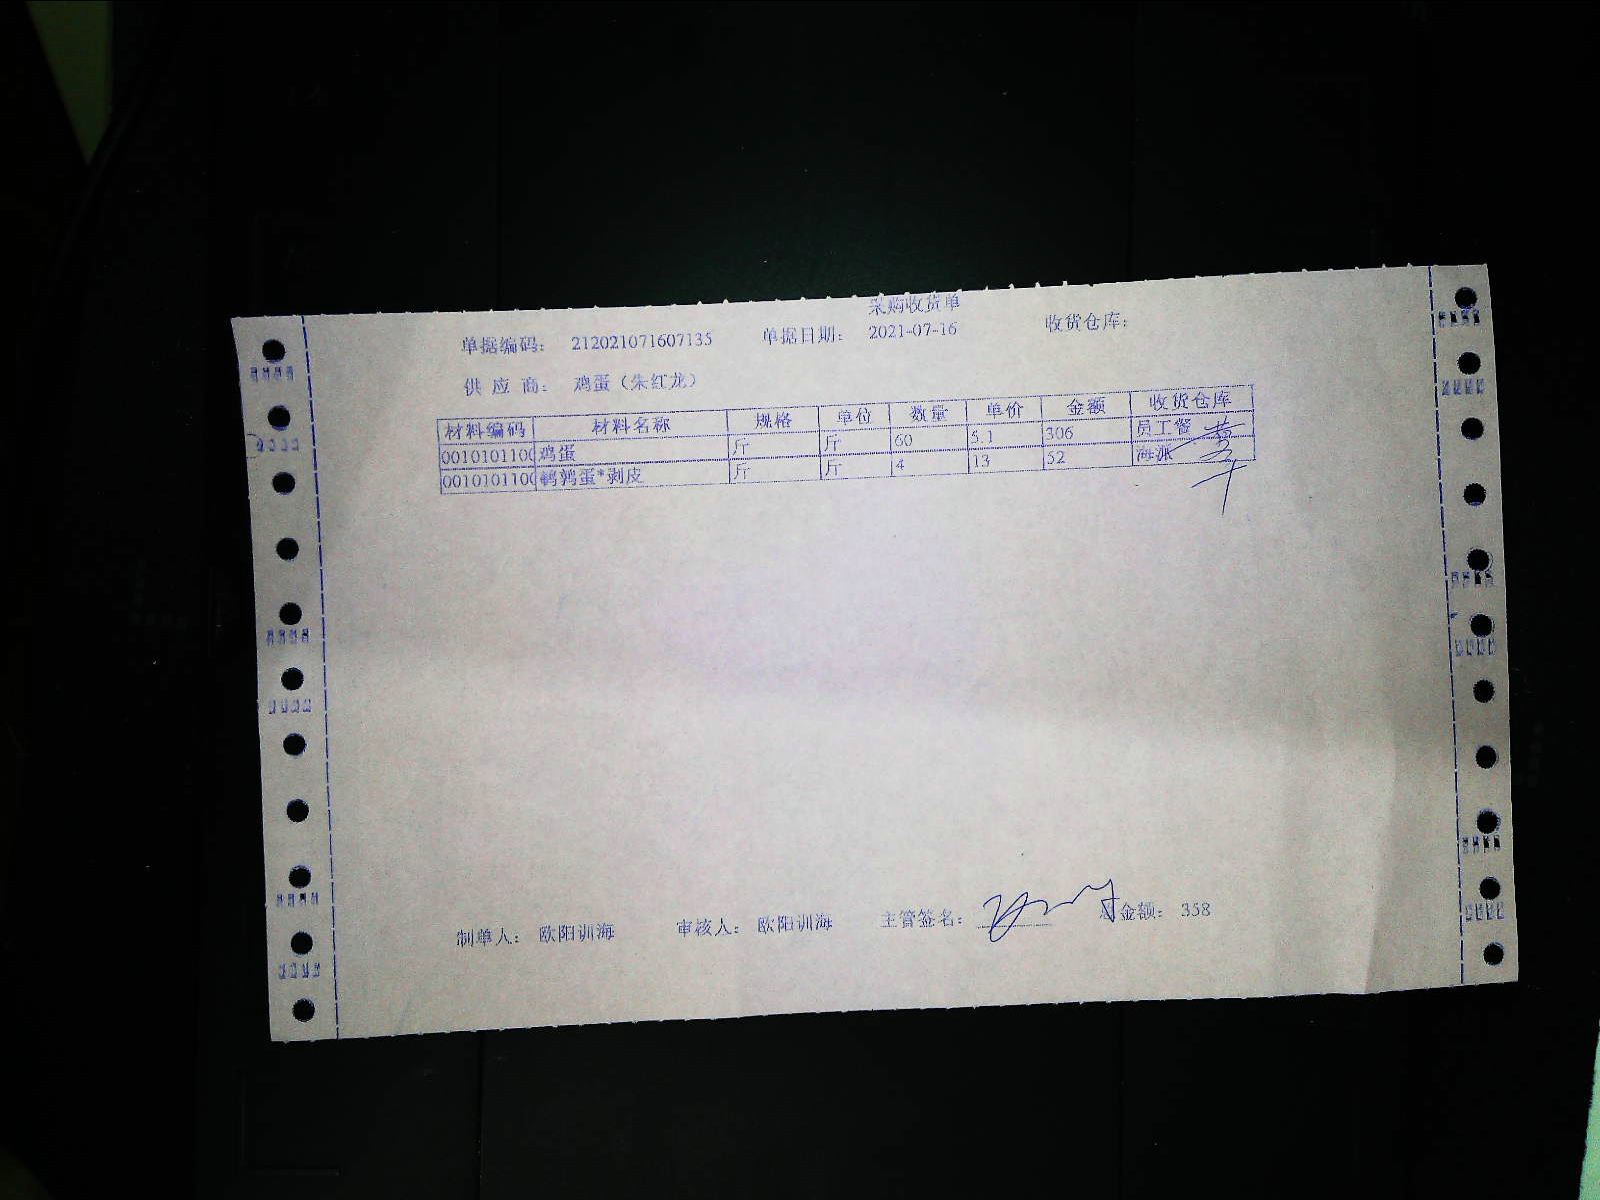 采购收货单
单据编码： 212021071607135 单据日期： 2021-07-16 收货仓库：
供 应 商： 鸡蛋（朱红龙）
材料编码 材料名称 规格 单位 数量 单价 金额 收货仓库
0010101100 鸡蛋 斤 斤 60 5.1 306 员工餐
0010101100 鹌鹑蛋*剥皮 斤 斤 4 13 52 海派
制单人： 欧阳训海 审核人： 欧阳训海 主管签名： 总金额： 358